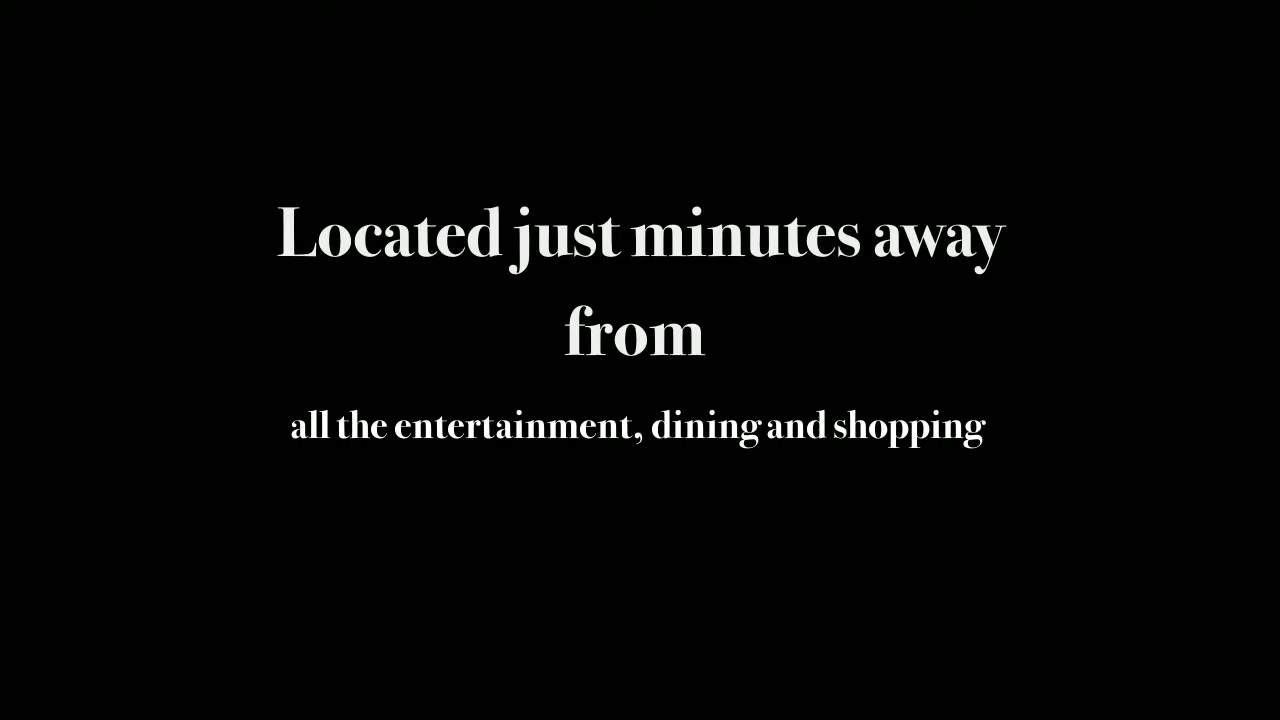 Located just minutes away
from
all the entertainment, dining and shopping